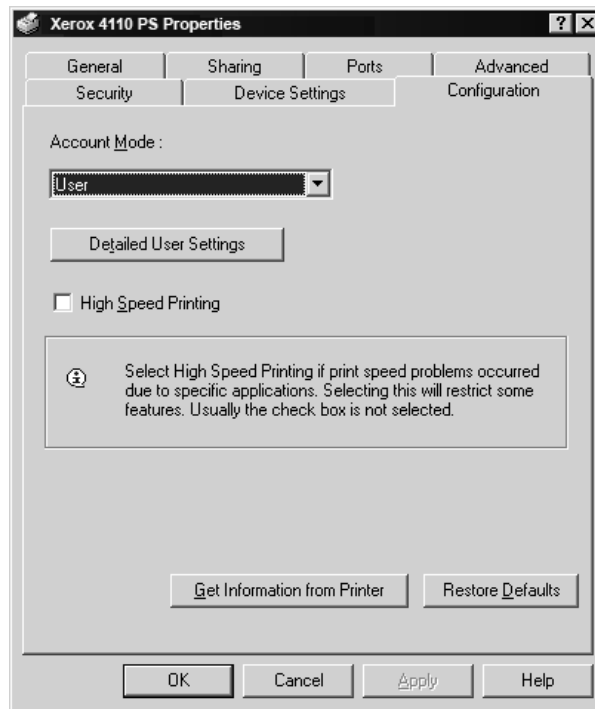 Xerox 4110 PS Properties
General Sharing Ports Advanced
Security Device Settings Configuration
Account Mode :
User
Detailed User Settings
High Speed Printing
Select High Speed Printing if print speed problems occurred
due to specific applications. Selecting this will restrict some
features. Usually the check box is not selected.
Get Information from Printer Restore Defaults
OK Cancel Apply Help